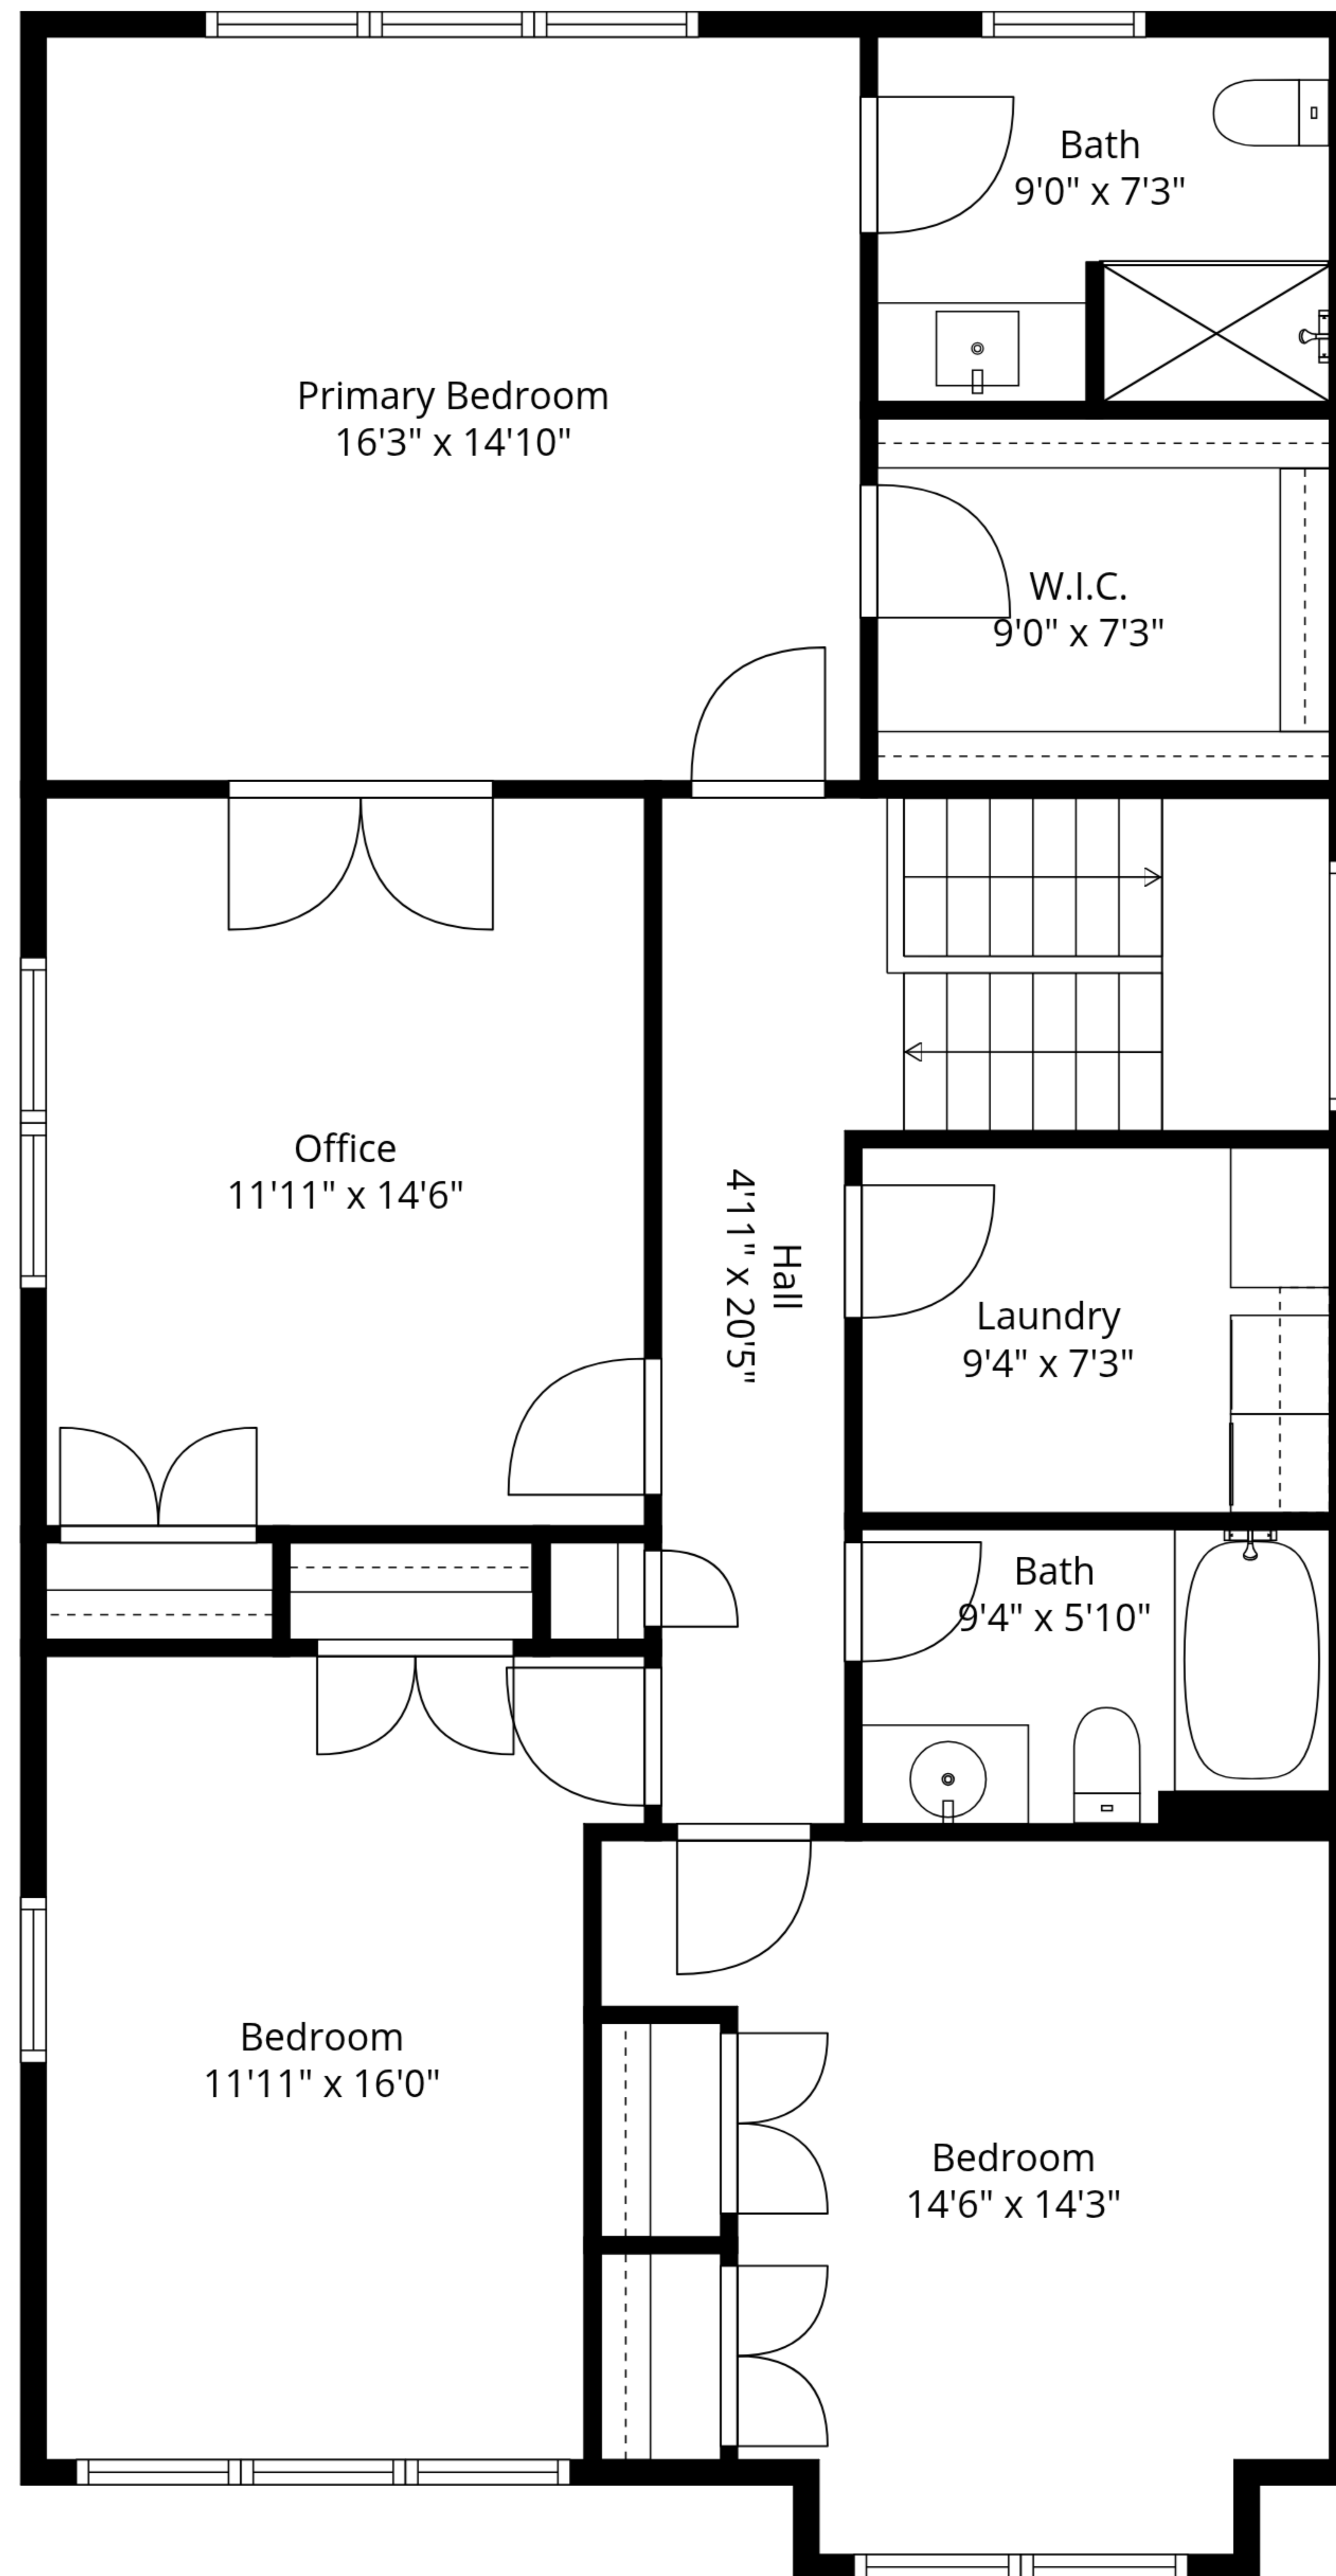 Bath
9'0" x 7'3"
Primary Bedroom
16'3" x 14'10"
W.I.C.
9'0" x 7'3"
Office
11'11" x 14'6"
Hall
4'11" x 20'5"
Laundry
9'4" x 7'3"
Bath
9'4" x 5'10"
Bedroom
11'11" x 16'0"
Bedroom
14'6" x 14'3"